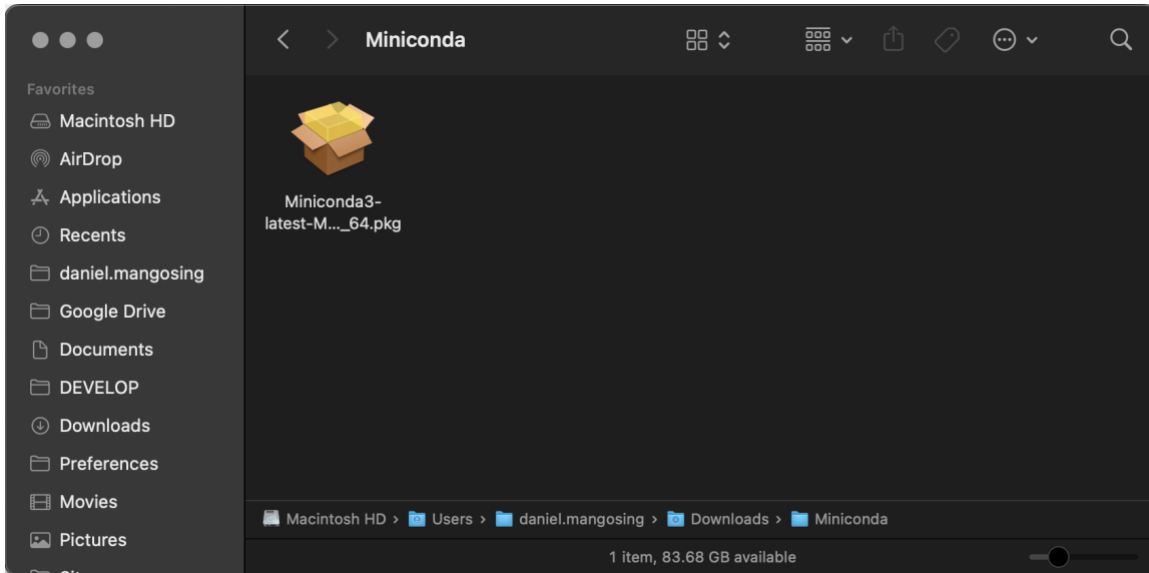 Miniconda
Favorites
Macintosh HD
AirDrop
Applications
Recents
daniel.mangosing
Google Drive
Documents
DEVELOP
Downloads
Preferences
Movies
Pictures
Miniconda3-
latest-M..._64.pkg
Macintosh HD › Users › daniel.mangosing › Downloads › Miniconda
1 item, 83.68 GB available